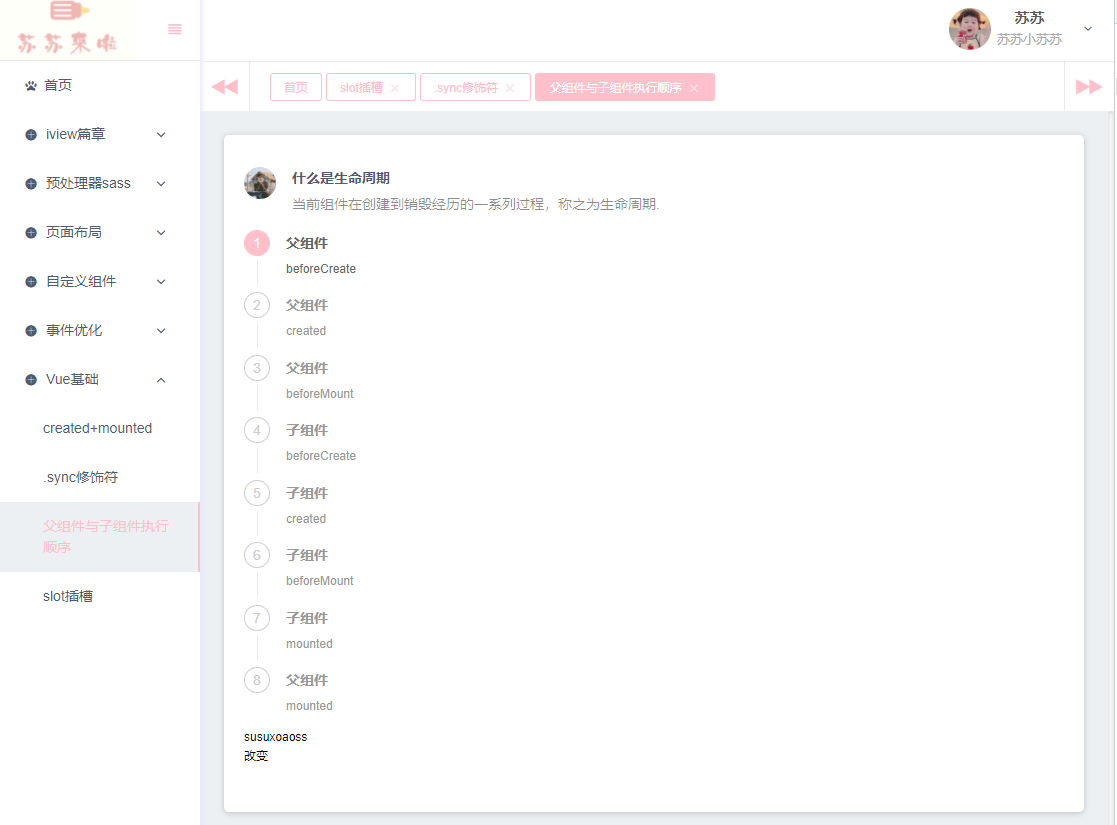 苏苏来啦
苏苏
苏苏小苏苏
首页
iview篇章
预处理器sass
页面布局
自定义组件
事件优化
Vue基础
created+mounted
.sync修饰符
父组件与子组件执行
顺序
slot插槽
首页
slot插槽
.sync修饰符
父组件与子组件执行顺序
什么是生命周期
当前组件在创建到销毁经历的一系列过程，称之为生命周期.
1 父组件
beforeCreate
2 父组件
created
3 父组件
beforeMount
4 子组件
beforeCreate
5 子组件
created
6 子组件
beforeMount
7 子组件
mounted
8 父组件
mounted
susuxoaoss
改变